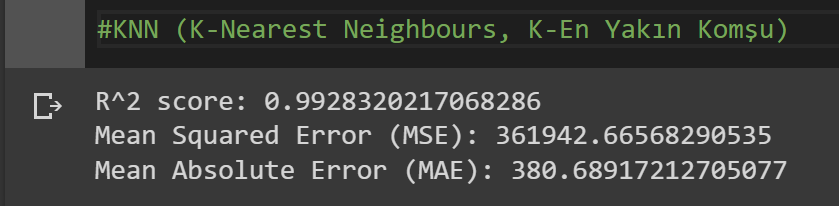 #KNN (K-Nearest Neighbours, K-En Yakın Komşu)
R^2 score: 0.9928320217068286
Mean Squared Error (MSE): 361942.66568290535
Mean Absolute Error (MAE): 380.68917212705077